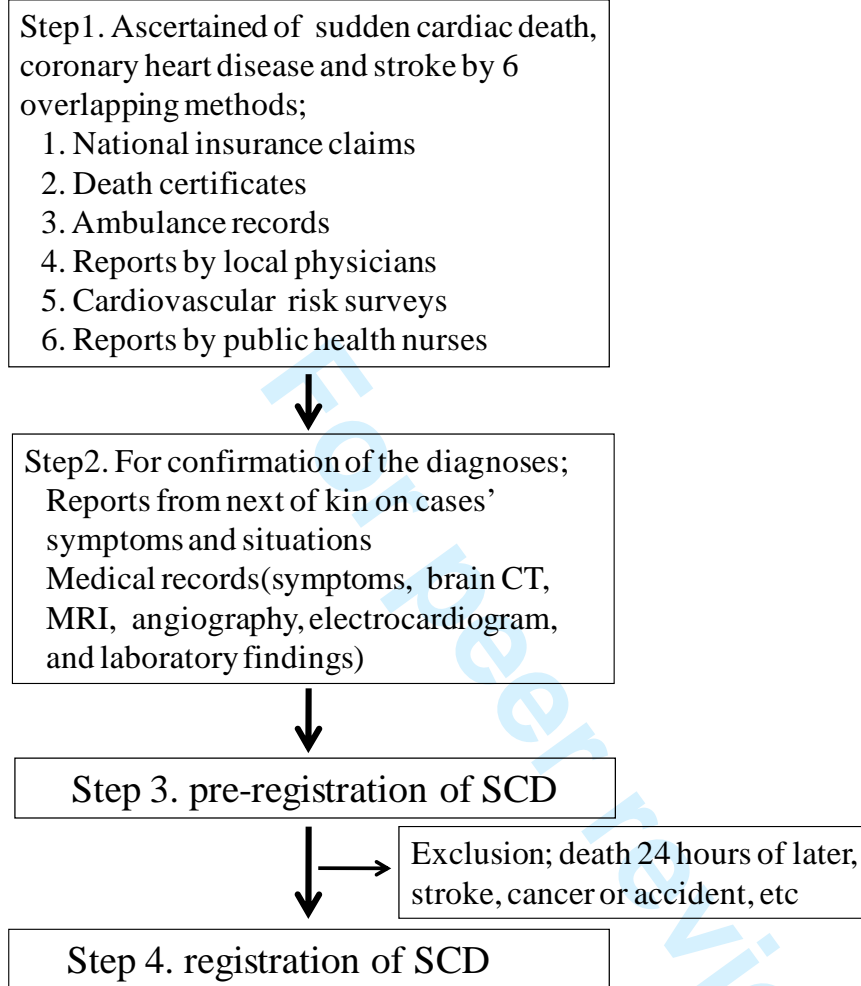 Step1. Ascertained of sudden cardiac death,
coronary heart disease and stroke by 6
overlapping methods;
1. National insurance claims
2. Death certificates
3. Ambulance records
4. Reports by local physicians
5. Cardiovascular risk surveys
6. Reports by public health nurses
Step2. For confirmation of the diagnoses;
Reports from next of kin on cases’
symptoms and situations
Medical records(symptoms, brain CT,
MRI, angiography, electrocardiogram,
and laboratory findings)
Step 3. pre-registration of SCD
Exclusion; death 24 hours of later,
stroke, cancer or accident, etc
Step 4. registration of SCD
For peer revi